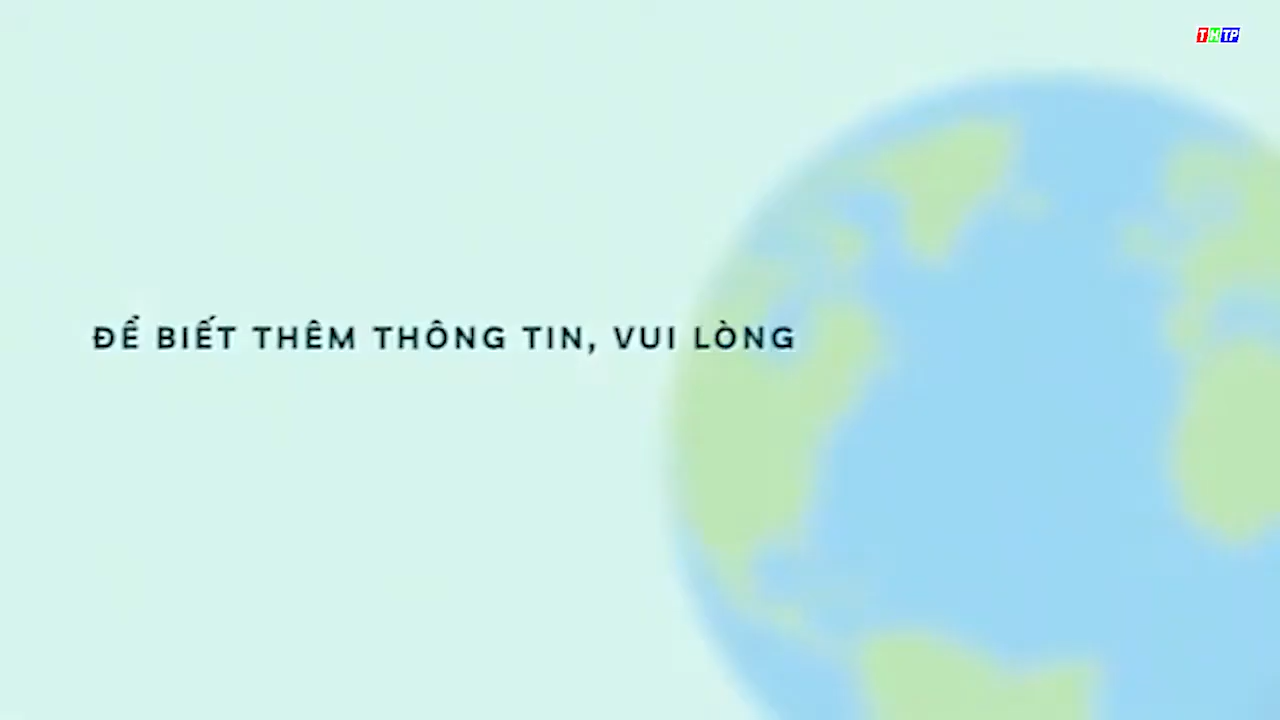 THTP
ĐỂ BIẾT THÊM THÔNG TIN, VUI LÒNG